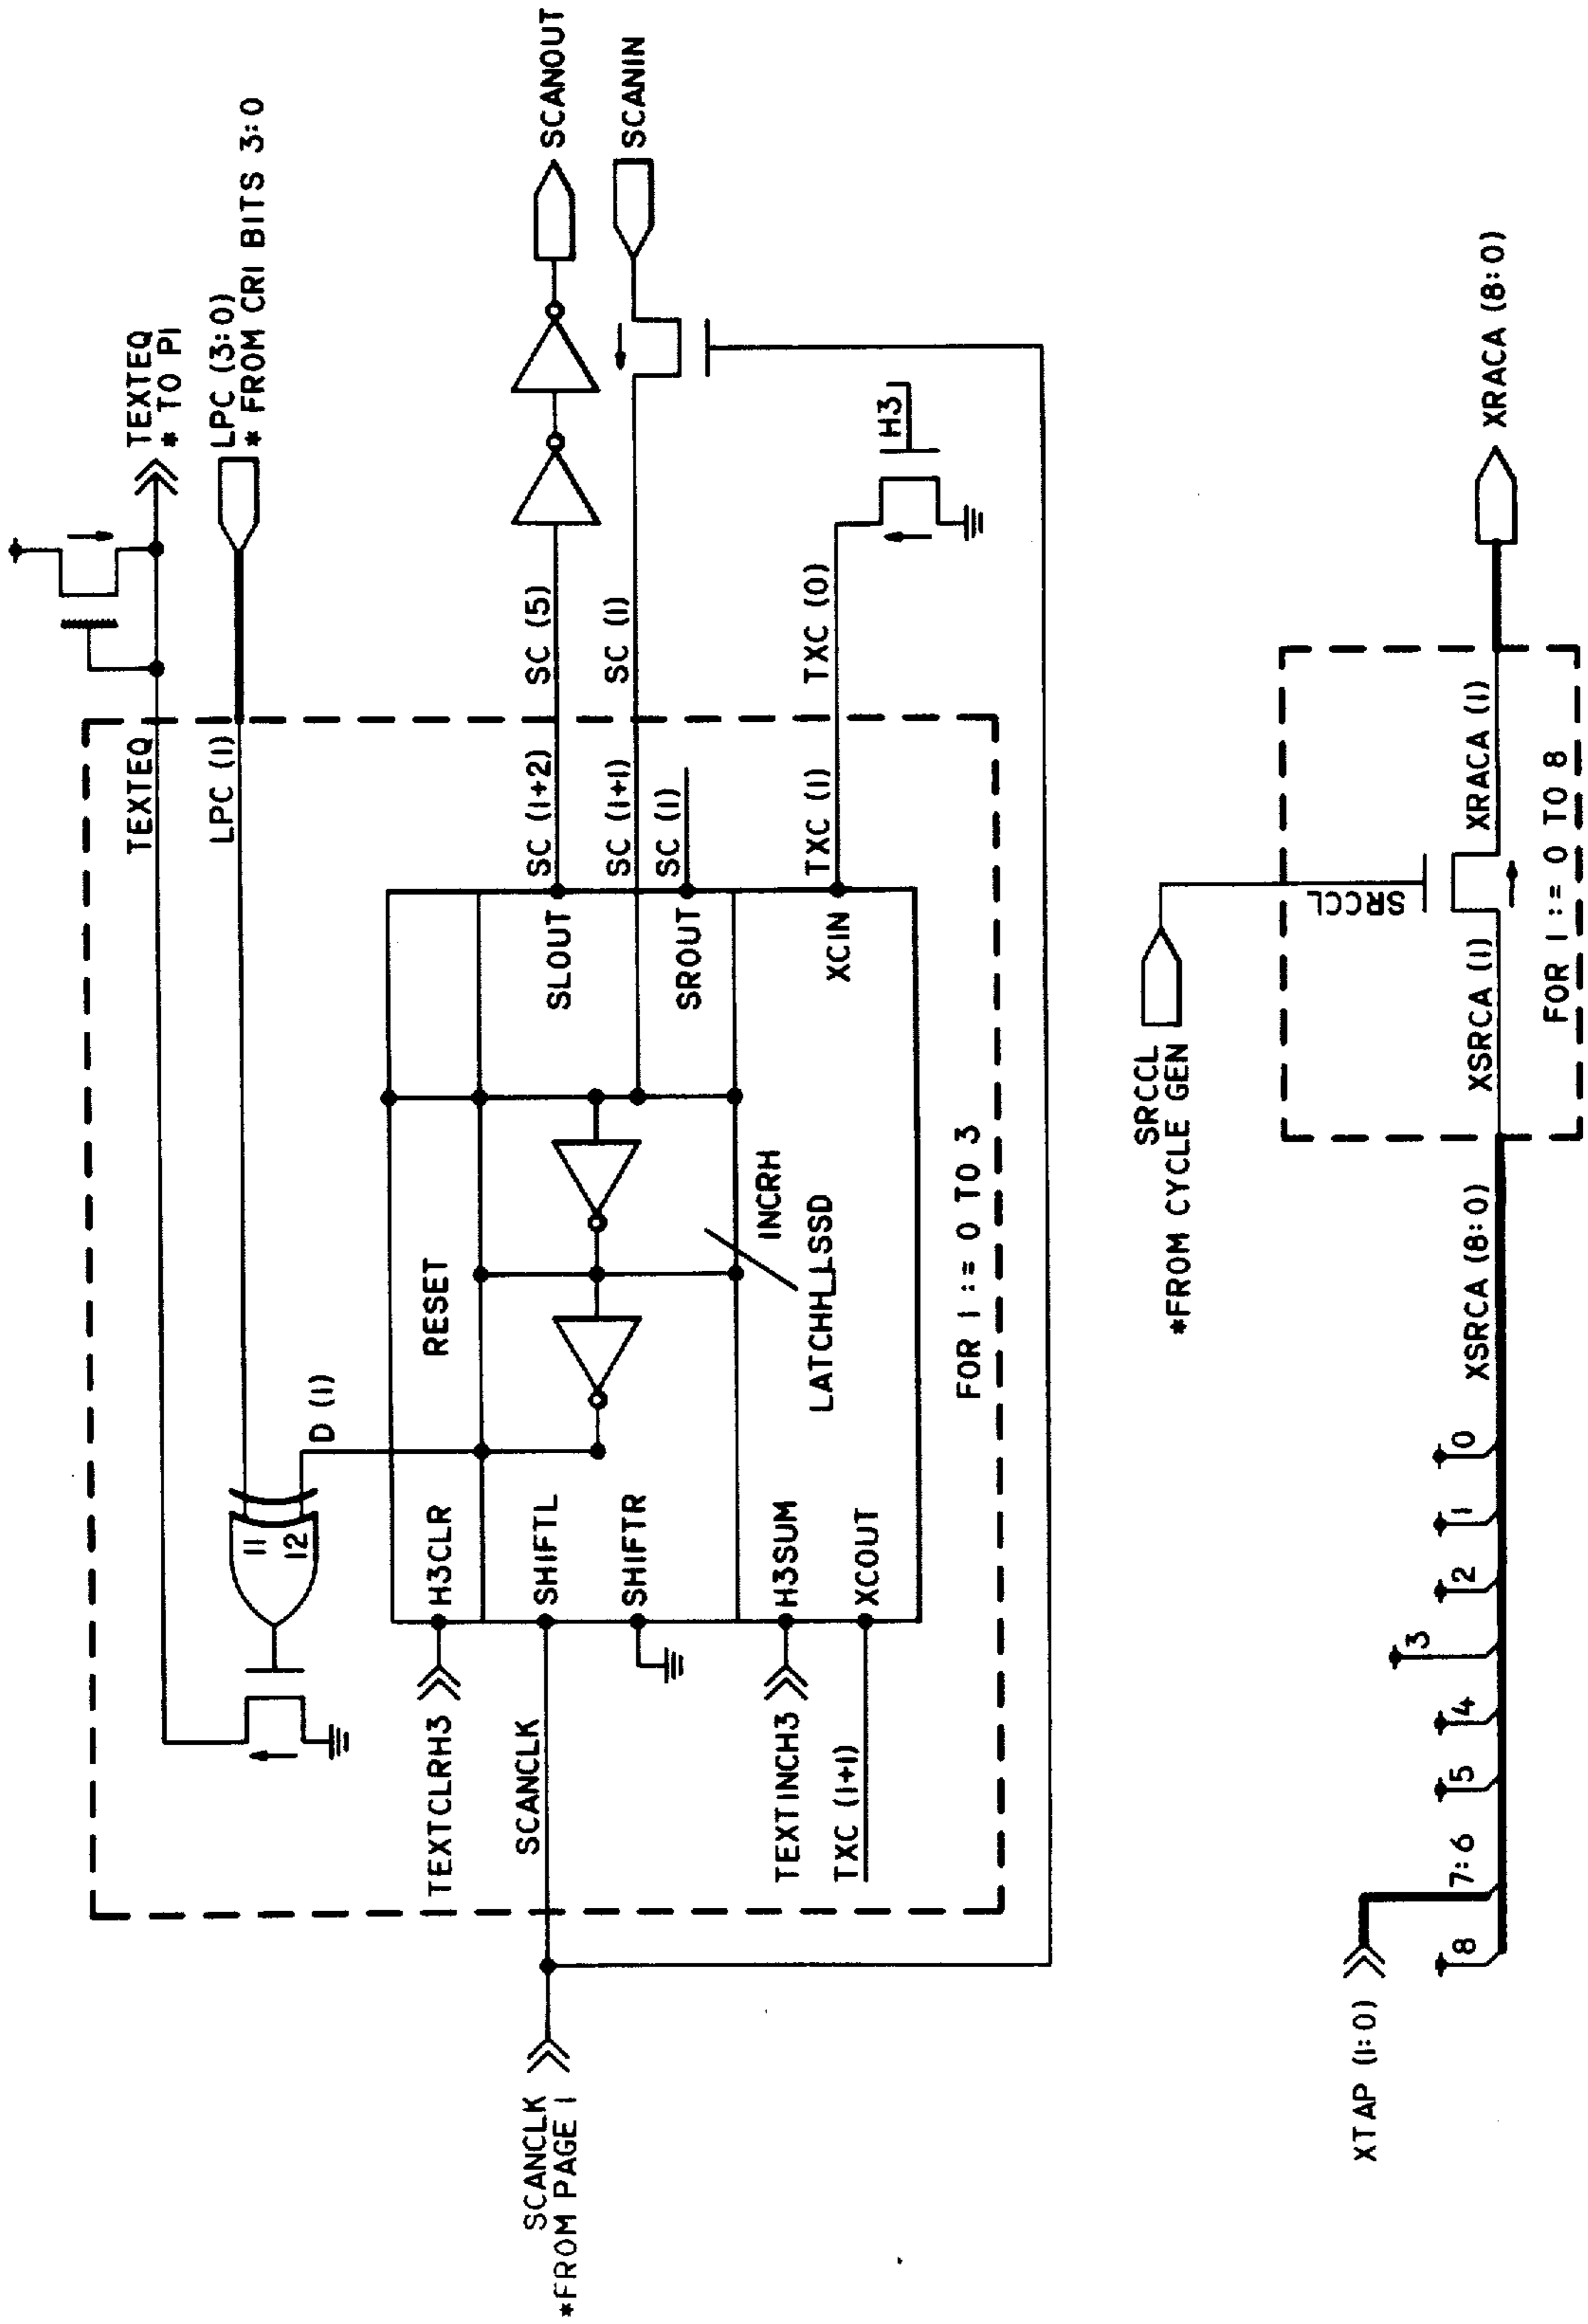 TEXTEQ
* TO PI
LPC (3:0)
* FROM CRI BITS 3:0
SCANOUT
SCANIN
TEXTEQ
LPC (I)
D (I)
I1
I2
SC (I+2)
SC (5)
SC (I+1)
SC (I)
SC (I)
TXC (I)
TXC (0)
H3
RESET
SLOUT
SROUT
XCIN
INCRH
LATCHHLLSSD
H3CLR
SHIFTL
SHIFTR
H3SUM
XCOUT
TEXTCLRH3
SCANCLK
TEXTINCH3
TXC (I+1)
FOR I := 0 TO 3
SCANCLK
*FROM PAGE 1
SRCCL
*FROM CYCLE GEN
SRCCL
XTAP (1:0)
8
7:6
5
4
3
2
1
0
XSRCA (8:0)
XSRCA (I)
XRACA (I)
XRACA (8:0)
FOR I := 0 TO 8